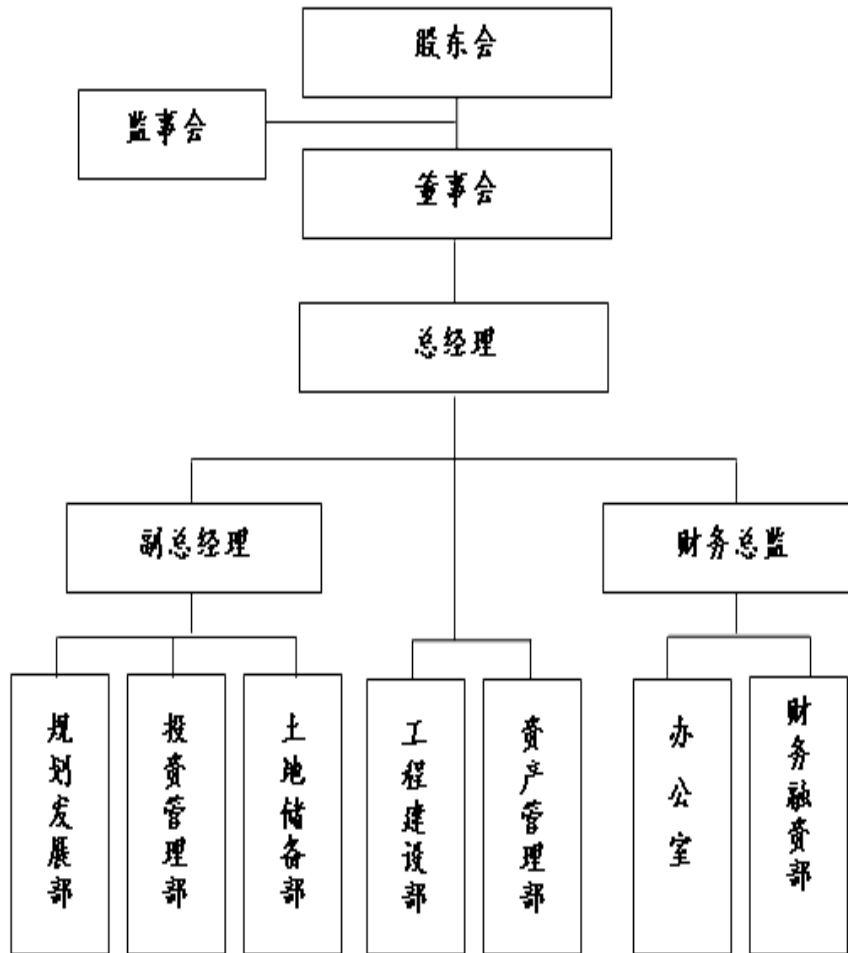 股东会
监事会
董事会
总经理
副总经理
财务总监
规划发展部
投资管理部
土地储备部
工程建设部
资产管理部
办公室
财务融资部